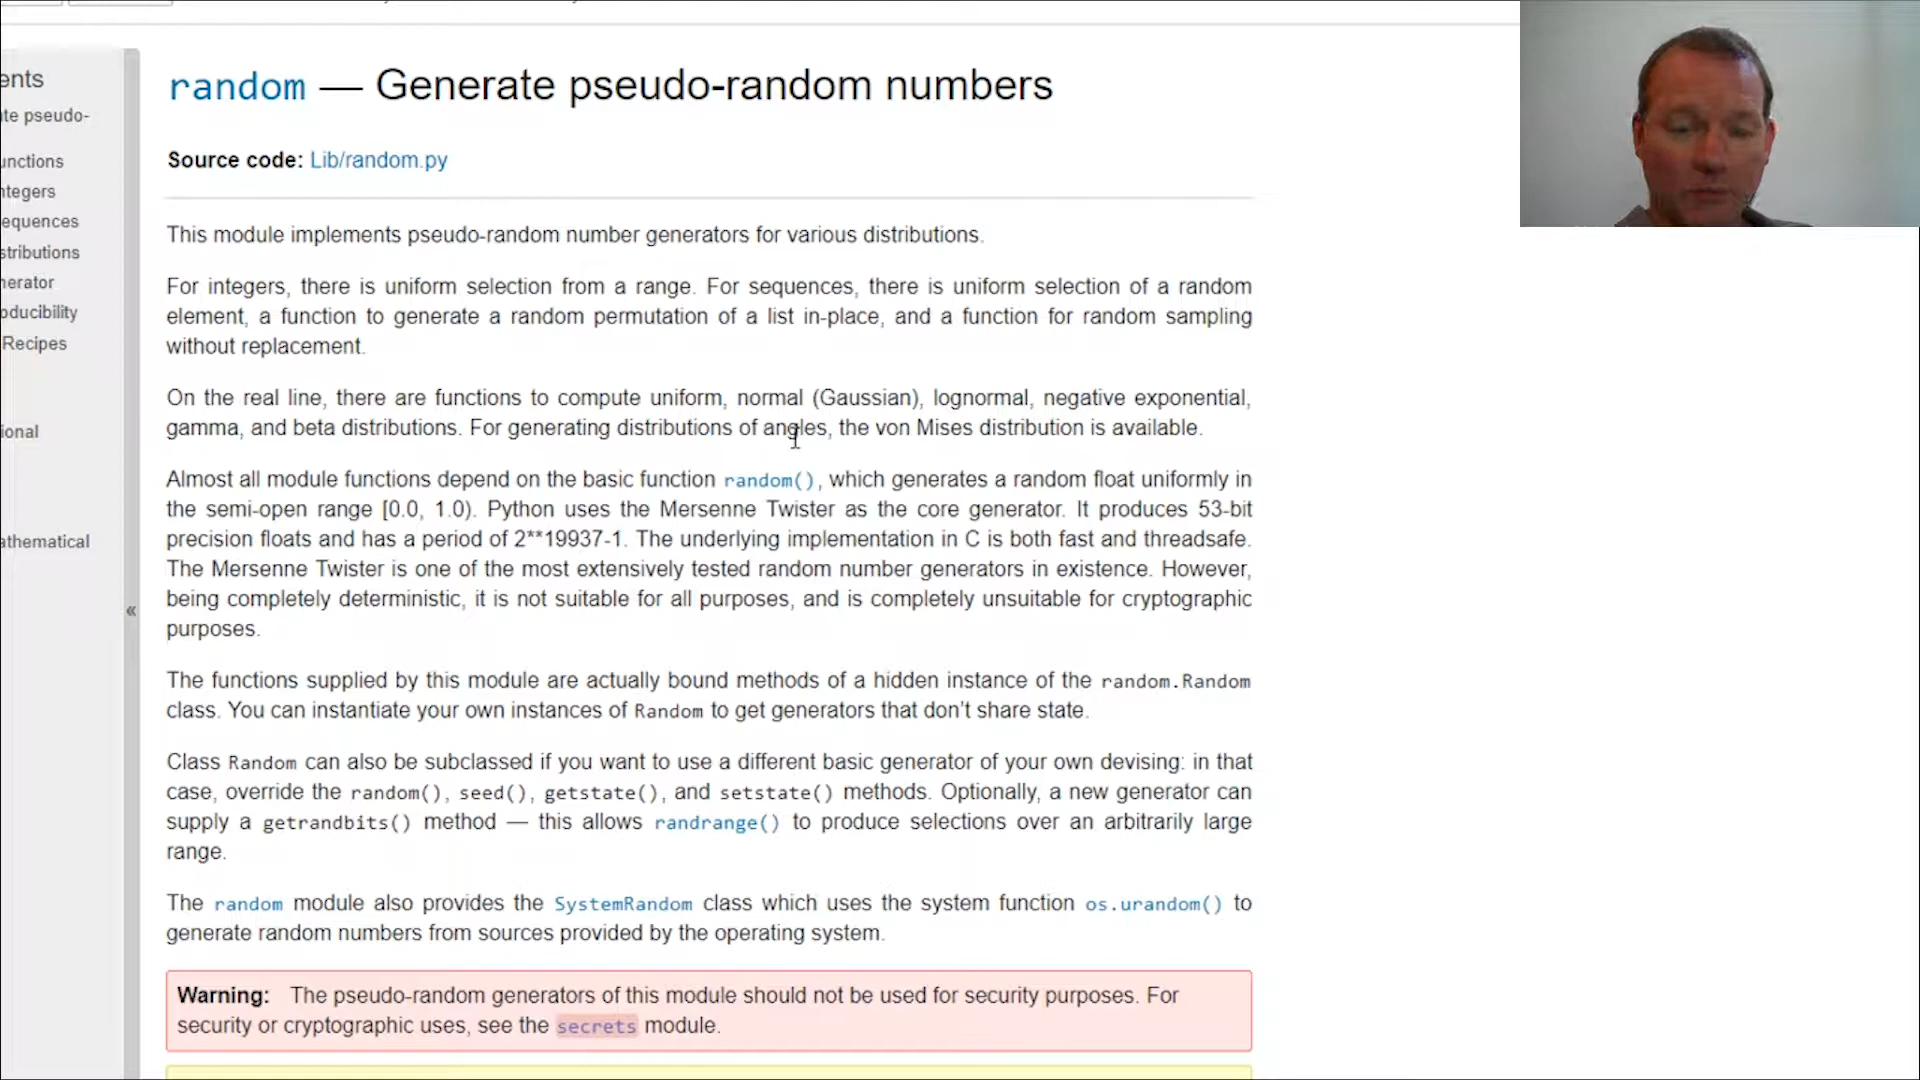 ents
te pseudo-
unctions
ntegers
equences
stributions
nerator
oducibility
Recipes
ional
athematical
«
random — Generate pseudo-random numbers
Source code: Lib/random.py
This module implements pseudo-random number generators for various distributions.
For integers, there is uniform selection from a range. For sequences, there is uniform selection of a random
element, a function to generate a random permutation of a list in-place, and a function for random sampling
without replacement.
On the real line, there are functions to compute uniform, normal (Gaussian), lognormal, negative exponential,
gamma, and beta distributions. For generating distributions of angles, the von Mises distribution is available.
Almost all module functions depend on the basic function random(), which generates a random float uniformly in
the semi-open range [0.0, 1.0). Python uses the Mersenne Twister as the core generator. It produces 53-bit
precision floats and has a period of 2**19937-1. The underlying implementation in C is both fast and threadsafe.
The Mersenne Twister is one of the most extensively tested random number generators in existence. However,
being completely deterministic, it is not suitable for all purposes, and is completely unsuitable for cryptographic
purposes.
The functions supplied by this module are actually bound methods of a hidden instance of the random.Random
class. You can instantiate your own instances of Random to get generators that don't share state.
Class Random can also be subclassed if you want to use a different basic generator of your own devising: in that
case, override the random(), seed(), getstate(), and setstate() methods. Optionally, a new generator can
supply a getrandbits() method — this allows randrange() to produce selections over an arbitrarily large
range.
The random module also provides the SystemRandom class which uses the system function os.urandom() to
generate random numbers from sources provided by the operating system.
Warning: The pseudo-random generators of this module should not be used for security purposes. For
security or cryptographic uses, see the secrets module.